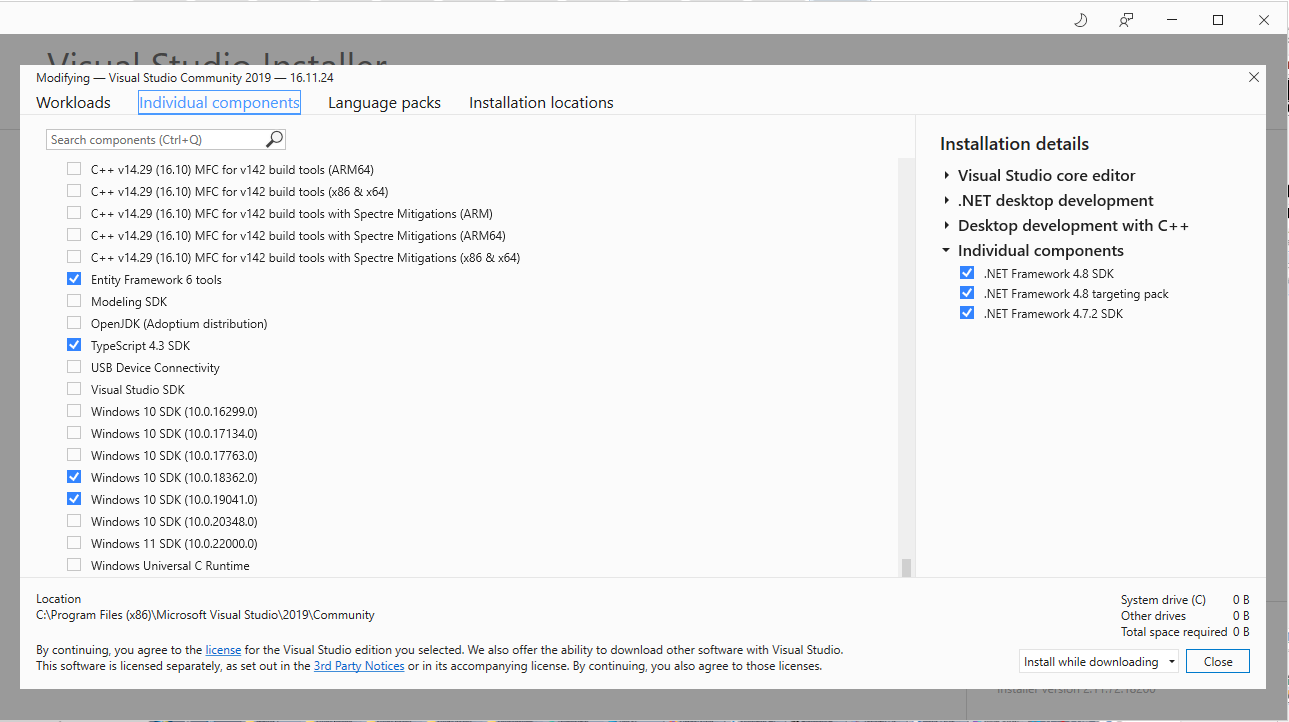 Visual Studio Installer
Modifying — Visual Studio Community 2019 — 16.11.24
Workloads
Individual components
Language packs
Installation locations
Search components (Ctrl+Q)
C++ v14.29 (16.10) MFC for v142 build tools (ARM64)
C++ v14.29 (16.10) MFC for v142 build tools (x86 & x64)
C++ v14.29 (16.10) MFC for v142 build tools with Spectre Mitigations (ARM)
C++ v14.29 (16.10) MFC for v142 build tools with Spectre Mitigations (ARM64)
C++ v14.29 (16.10) MFC for v142 build tools with Spectre Mitigations (x86 & x64)
Entity Framework 6 tools
Modeling SDK
OpenJDK (Adoptium distribution)
TypeScript 4.3 SDK
USB Device Connectivity
Visual Studio SDK
Windows 10 SDK (10.0.16299.0)
Windows 10 SDK (10.0.17134.0)
Windows 10 SDK (10.0.17763.0)
Windows 10 SDK (10.0.18362.0)
Windows 10 SDK (10.0.19041.0)
Windows 10 SDK (10.0.20348.0)
Windows 11 SDK (10.0.22000.0)
Windows Universal C Runtime
Installation details
Visual Studio core editor
.NET desktop development
Desktop development with C++
Individual components
.NET Framework 4.8 SDK
.NET Framework 4.8 targeting pack
.NET Framework 4.7.2 SDK
Location
C:\Program Files (x86)\Microsoft Visual Studio\2019\Community
By continuing, you agree to the license for the Visual Studio edition you selected. We also offer the ability to download other software with Visual Studio.
This software is licensed separately, as set out in the 3rd Party Notices or in its accompanying license. By continuing, you also agree to those licenses.
System drive (C) 0 B
Other drives 0 B
Total space required 0 B
Install while downloading
Close